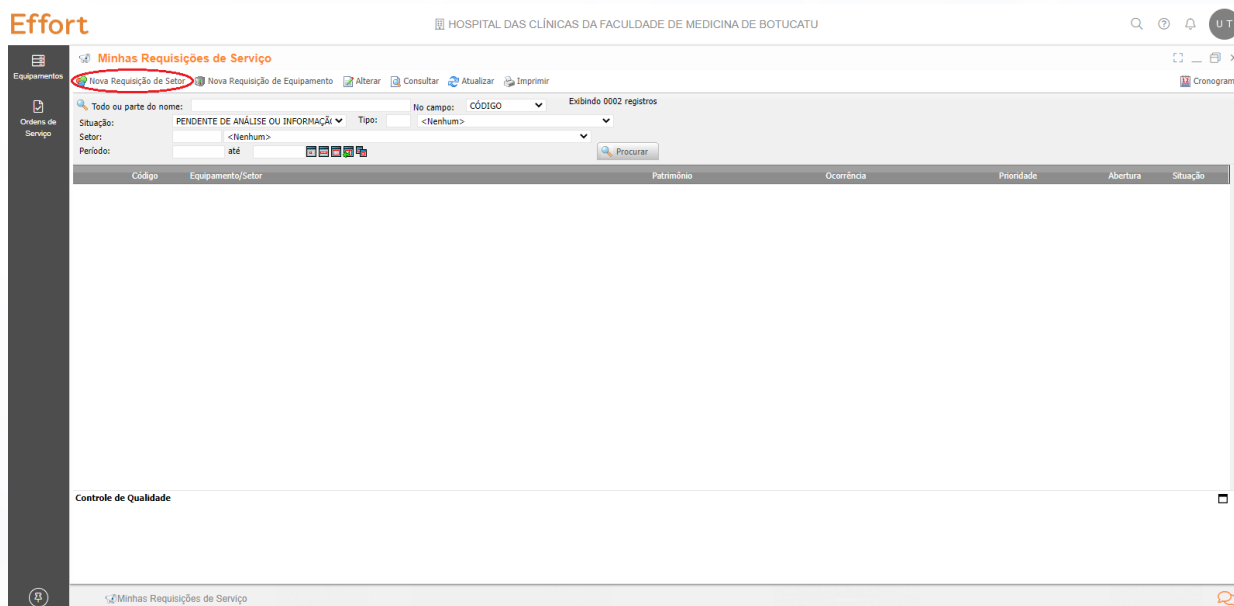 Effort
HOSPITAL DAS CLÍNICAS DA FACULDADE DE MEDICINA DE BOTUCATU
U T
Equipamentos
Ordens de
Serviço
Minhas Requisições de Serviço
Nova Requisição de Setor Nova Requisição de Equipamento Alterar Consultar Atualizar Imprimir
Cronogram
Todo ou parte do nome: No campo: CÓDIGO Exibindo 0002 registros
Situação: PENDENTE DE ANÁLISE OU INFORMAÇÃ( Tipo: <Nenhum>
Setor: <Nenhum>
Período: até Procurar
Código Equipamento/Setor Patrimônio Ocorrência Prioridade Abertura Situação
Controle de Qualidade
Minhas Requisições de Serviço